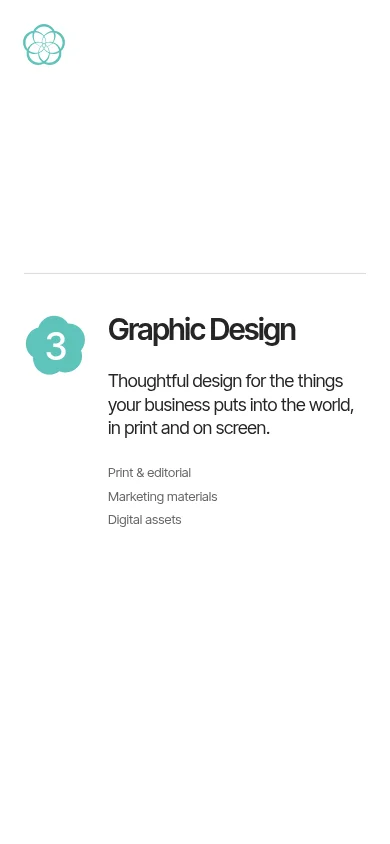 3
Graphic Design
Thoughtful design for the things
your business puts into the world,
in print and on screen.
Print & editorial
Marketing materials
Digital assets